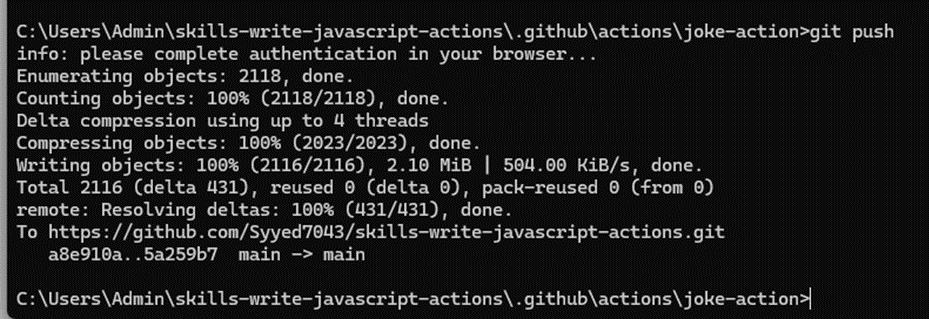 C:\Users\Admin\skills-write-javascript-actions\.github\actions\joke-action>git push
info: please complete authentication in your browser...
Enumerating objects: 2118, done.
Counting objects: 100% (2118/2118), done.
Delta compression using up to 4 threads
Compressing objects: 100% (2023/2023), done.
Writing objects: 100% (2116/2116), 2.10 MiB | 504.00 KiB/s, done.
Total 2116 (delta 431), reused 0 (delta 0), pack-reused 0 (from 0)
remote: Resolving deltas: 100% (431/431), done.
To https://github.com/Syyed7043/skills-write-javascript-actions.git
   a8e910a..5a259b7  main -> main
C:\Users\Admin\skills-write-javascript-actions\.github\actions\joke-action>